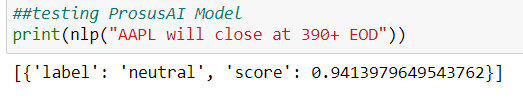 ##testing ProsusAI Model
print(nlp("AAPL will close at 390+ EOD"))
[{'label': 'neutral', 'score': 0.9413979649543762}]